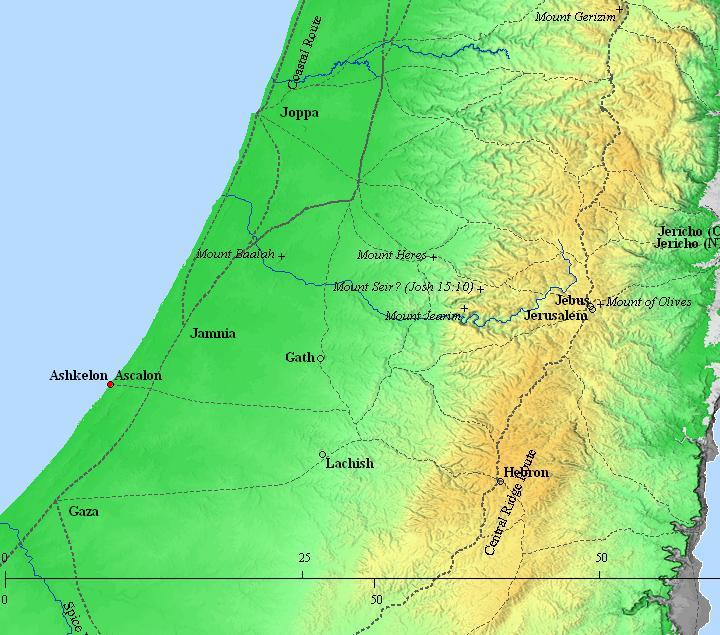 Mount Gerizim
Coastal Route
Joppa
Jericho (O
Jericho (N
Mount Baalah
Mount Heres
Mount Seir? (Josh 15:10)
Jebus
Mount of Olives
Mount Jearim
Jerusalem
Jamnia
Gath
Ashkelon
Ascalon
Lachish
Hebron
Central Ridge Route
Gaza
0
25
50
0
50
Spice